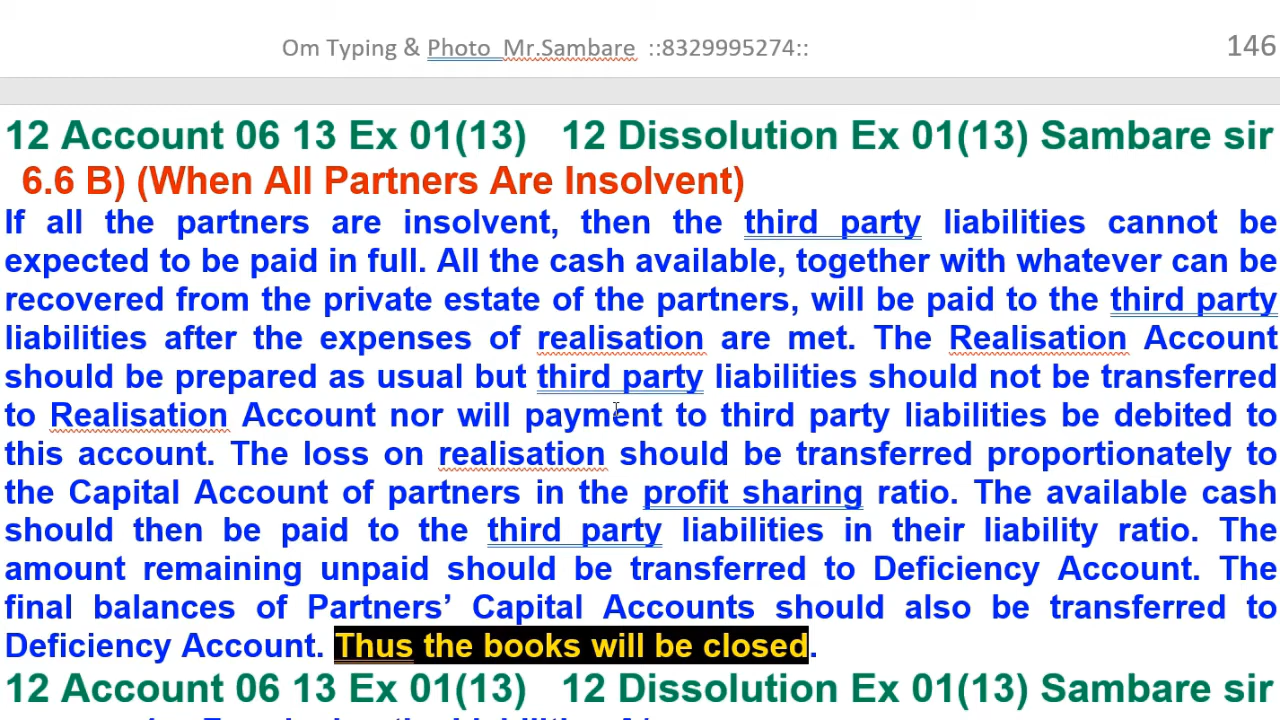 Om Typing & Photo Mr.Sambare ::8329995274::
146
12 Account 06 13 Ex 01(13) 12 Dissolution Ex 01(13) Sambare sir
6.6 B) (When All Partners Are Insolvent)
If all the partners are insolvent, then the third party liabilities cannot be
expected to be paid in full. All the cash available, together with whatever can be
recovered from the private estate of the partners, will be paid to the third party
liabilities after the expenses of realisation are met. The Realisation Account
should be prepared as usual but third party liabilities should not be transferred
to Realisation Account nor will payment to third party liabilities be debited to
this account. The loss on realisation should be transferred proportionately to
the Capital Account of partners in the profit sharing ratio. The available cash
should then be paid to the third party liabilities in their liability ratio. The
amount remaining unpaid should be transferred to Deficiency Account. The
final balances of Partners’ Capital Accounts should also be transferred to
Deficiency Account. Thus the books will be closed.
12 Account 06 13 Ex 01(13) 12 Dissolution Ex 01(13) Sambare sir